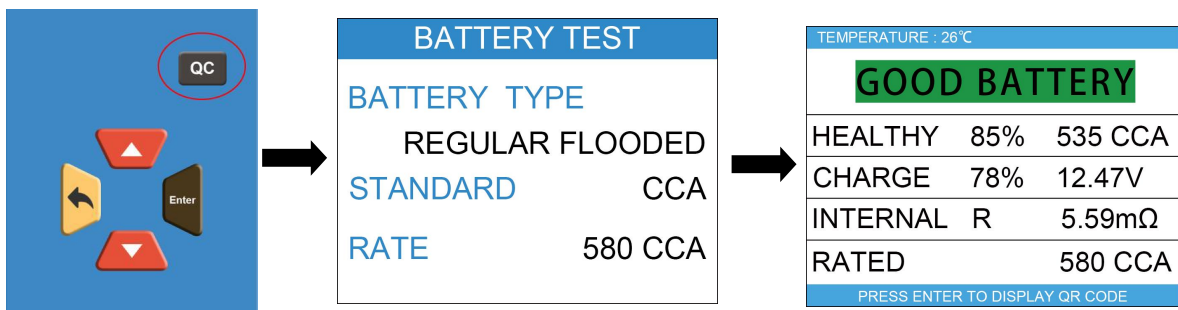 QC
Enter
BATTERY TEST
BATTERY TYPE
REGULAR FLOODED
STANDARD CCA
RATE 580 CCA
TEMPERATURE : 26℃
GOOD BATTERY
HEALTHY 85% 535 CCA
CHARGE 78% 12.47V
INTERNAL R 5.59mΩ
RATED 580 CCA
PRESS ENTER TO DISPLAY QR CODE